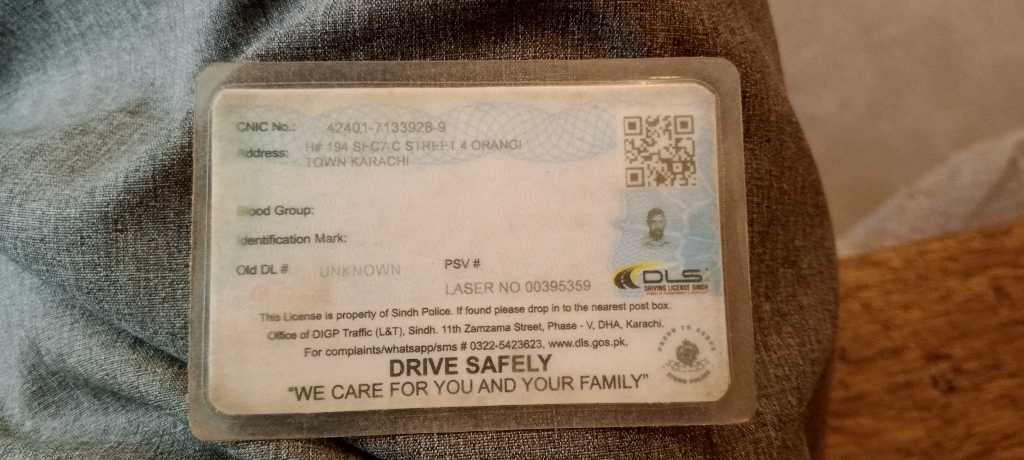 CNIC No.: 42401-7133928-9
Address: H# 194 SEC7/C STREET 4 ORANGI
TOWN KARACHI
Blood Group:
Identification Mark:
Old DL # UNKNOWN PSV #
LASER NO 00395359
DLS
DRIVING LICENSE SINDH
This License is property of Sindh Police. If found please drop in to the nearest post box.
Office of DIGP Traffic (L&T), Sindh. 11th Zamzama Street, Phase - V, DHA, Karachi.
For complaints/whatsapp/sms # 0322-5423623, www.dls.gos.pk,
DRIVE SAFELY
"WE CARE FOR YOU AND YOUR FAMILY"